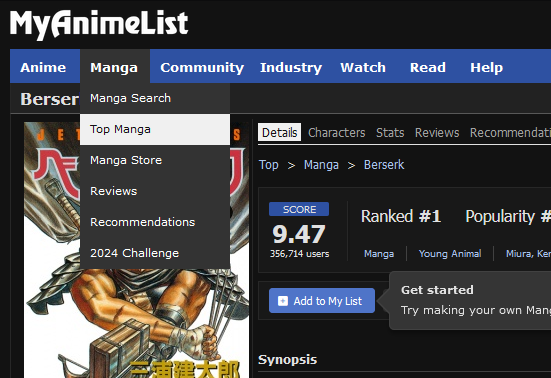 MyAnimeList
Anime Manga Community Industry Watch Read Help
Berser
Manga Search
Top Manga
Manga Store
Reviews
Recommendations
2024 Challenge
三浦建太郎
Details Characters Stats Reviews Recommendati
Top > Manga > Berserk
SCORE
9.47
356,714 users
Ranked #1 Popularity #
Manga Young Animal Miura, Ken
Add to My List
Get started
Try making your own Mang
Synopsis